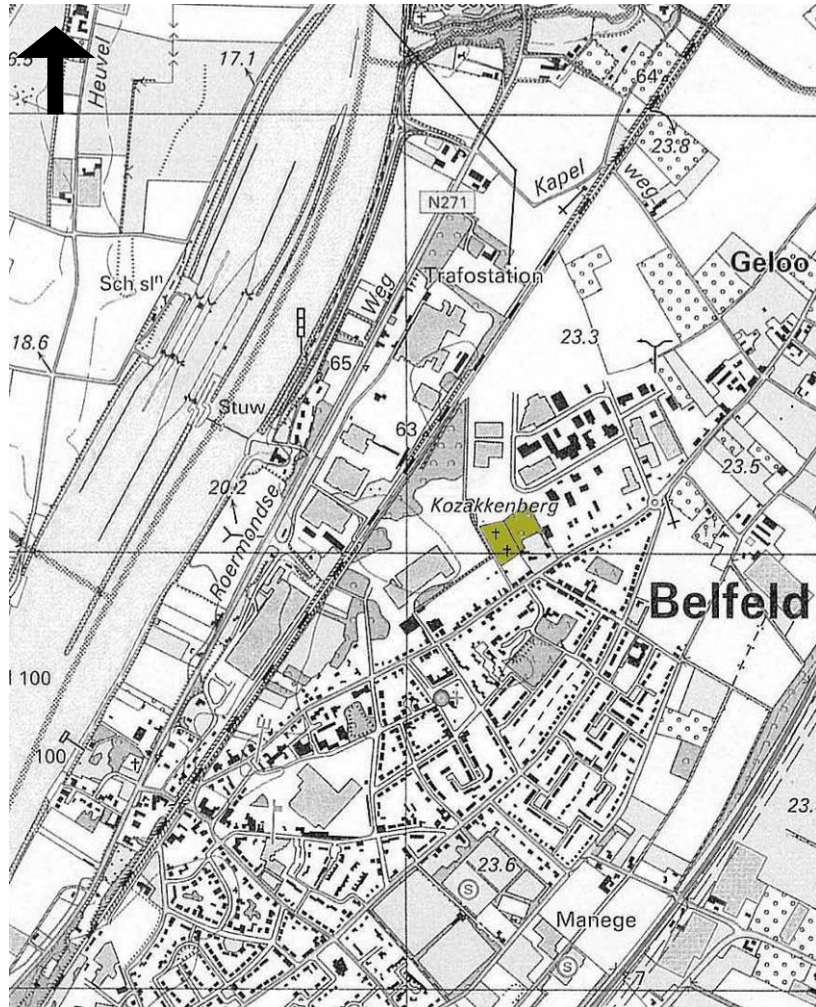 Heuvel
17.1
64
23.8
Kapel
weg
N271
Geloo
Sch.slⁿ
Weg
Trafostation
23.3
18.6
65
Stuw
63
23.5
20.2
Kozakkenberg
Roermondse
Belfeld
100
100
23.6
S
Manege
S